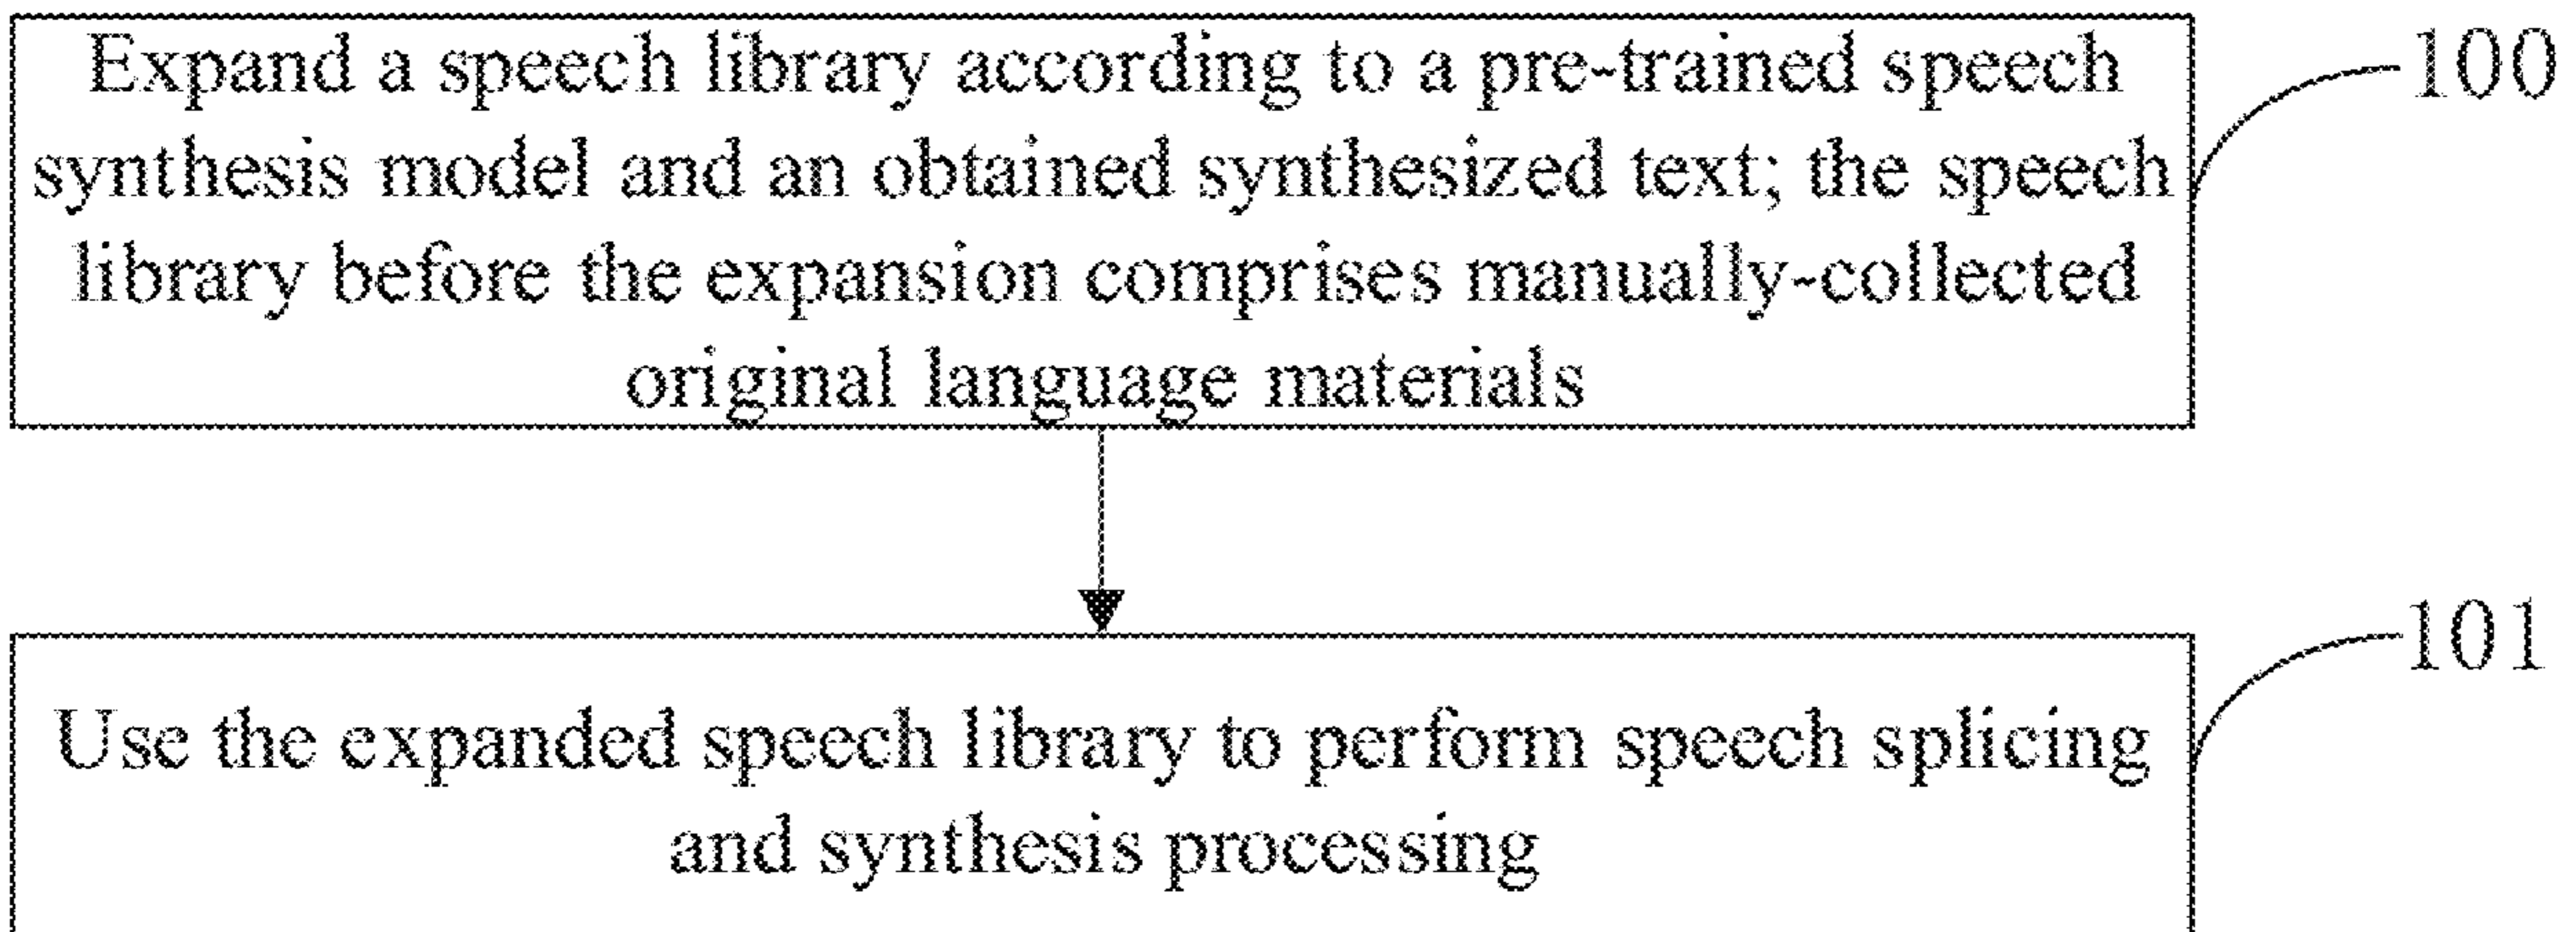 Expand a speech library according to a pre-trained speech
100
synthesis model and an obtained synthesized text; the speech
library before the expansion comprises manually-collected
original language materials
101
Use the expanded speech library to perform speech splicing
and synthesis processing